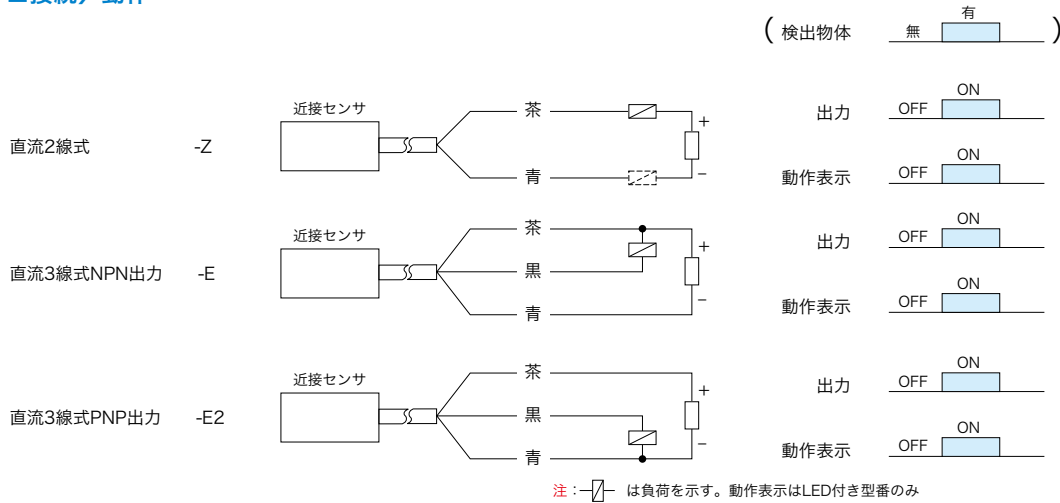 (検出物体 無 有)
直流2線式 -Z
近接センサ
茶
青
+
−
出力 OFF ON
動作表示 OFF ON
直流3線式NPN出力 -E
近接センサ
茶
黒
青
+
−
出力 OFF ON
動作表示 OFF ON
直流3線式PNP出力 -E2
近接センサ
茶
黒
青
+
−
出力 OFF ON
動作表示 OFF ON
注： は負荷を示す。動作表示はLED付き型番のみ